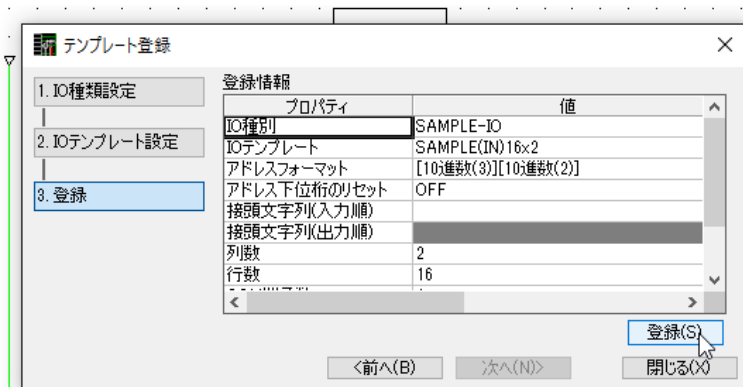 テンプレート登録
1. IO種類設定
2. IOテンプレート設定
3. 登録
登録情報
プロパティ 値
IO種別 SAMPLE-IO
IOテンプレート SAMPLE(IN)16x2
アドレスフォーマット [10進数(3)][10進数(2)]
アドレス下位桁のリセット OFF
接頭文字列(入力順)
接頭文字列(出力順)
列数 2
行数 16
登録(S)
<前へ(B) 次へ(N)> 閉じる(X)